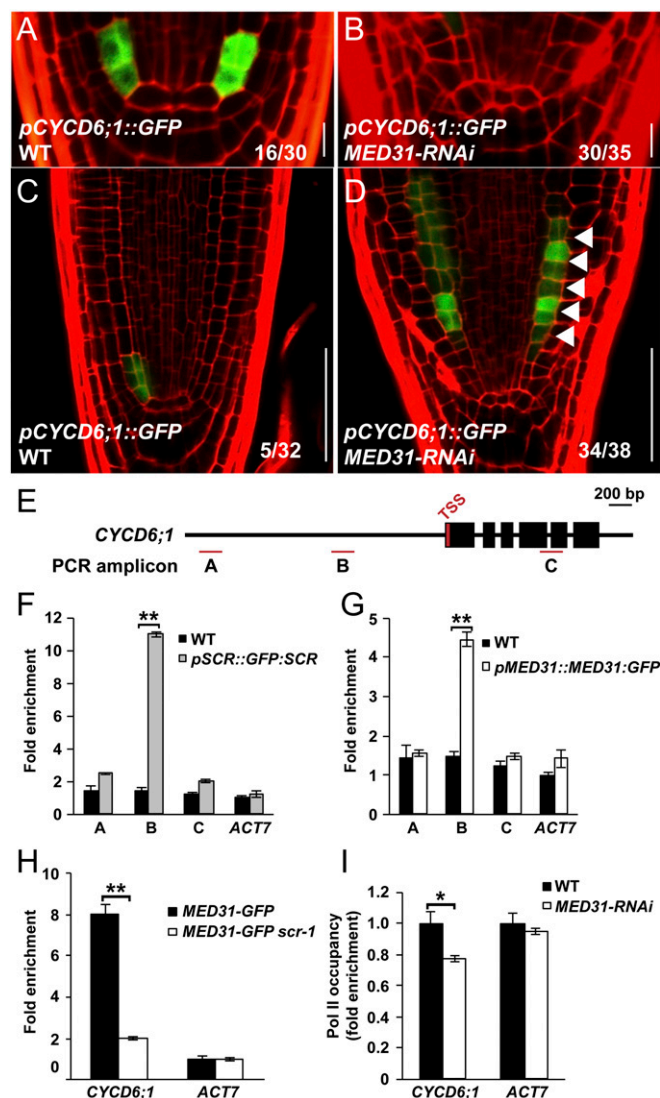 A
pCYCD6;1::GFP
WT
16/30
B
pCYCD6;1::GFP
MED31-RNAi
30/35
C
pCYCD6;1::GFP
WT
5/32
D
pCYCD6;1::GFP
MED31-RNAi
34/38
E
200 bp
TSS
CYCD6;1
PCR amplicon
A
B
C
F
Fold enrichment
12
10
8
6
4
2
0
**
WT
pSCR::GFP:SCR
A
B
C
ACT7
G
Fold enrichment
5
4
3
2
1
0
**
WT
pMED31::MED31:GFP
A
B
C
ACT7
H
Fold enrichment
8
6
4
2
0
**
MED31-GFP
MED31-GFP scr-1
CYCD6:1
ACT7
I
Pol II occupancy
(fold enrichment)
1.2
1.0
0.8
0.6
0.4
0.2
0
*
WT
MED31-RNAi
CYCD6:1
ACT7